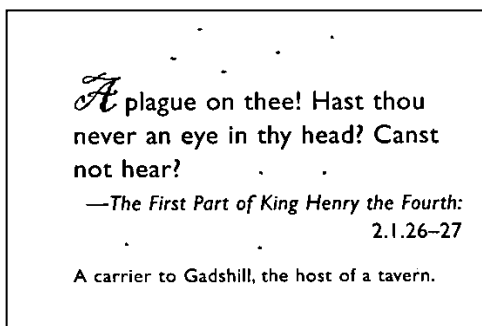 A plague on thee! Hast thou
never an eye in thy head? Canst
not hear?
—The First Part of King Henry the Fourth:
2.1.26–27
A carrier to Gadshill, the host of a tavern.